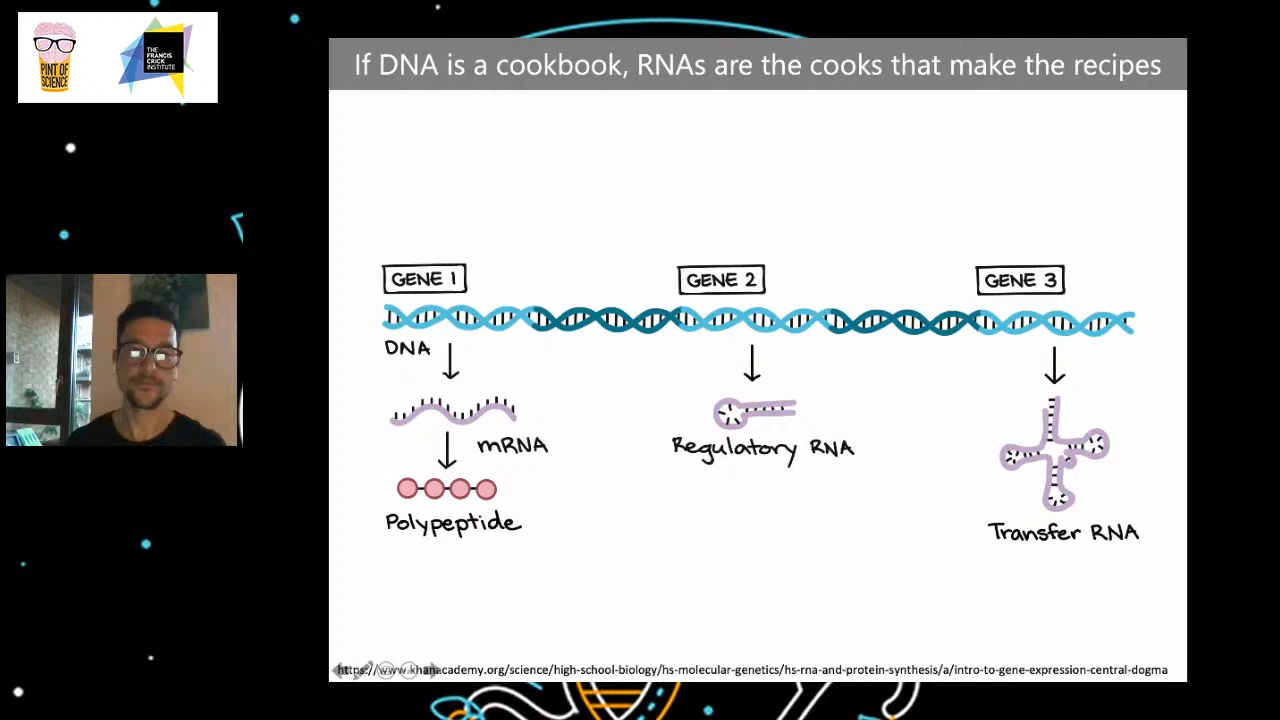 PINT OF
SCIENCE
THE
FRANCIS
CRICK
INSTITUTE
If DNA is a cookbook, RNAs are the cooks that make the recipes
GENE 1
GENE 2
GENE 3
DNA
mRNA
Regulatory RNA
Polypeptide
Transfer RNA
https://www.khanacademy.org/science/high-school-biology/hs-molecular-genetics/hs-rna-and-protein-synthesis/a/intro-to-gene-expression-central-dogma